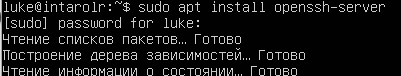 luke@intarolr:~$ sudo apt install openssh-server
[sudo] password for luke:
Чтение списков пакетов… Готово
Построение дерева зависимостей… Готово
Чтение информации о состоянии… Готово